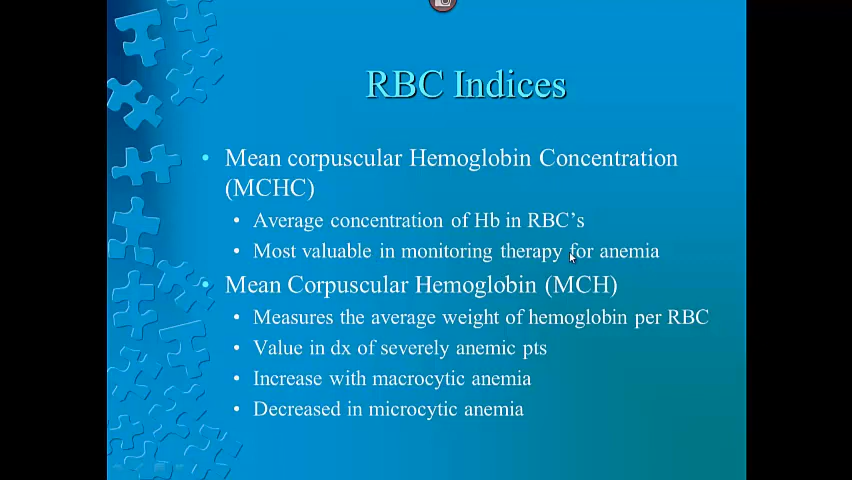 RBC Indices
• Mean corpuscular Hemoglobin Concentration
(MCHC)
• Average concentration of Hb in RBC's
• Most valuable in monitoring therapy for anemia
• Mean Corpuscular Hemoglobin (MCH)
• Measures the average weight of hemoglobin per RBC
• Value in dx of severely anemic pts
• Increase with macrocytic anemia
• Decreased in microcytic anemia